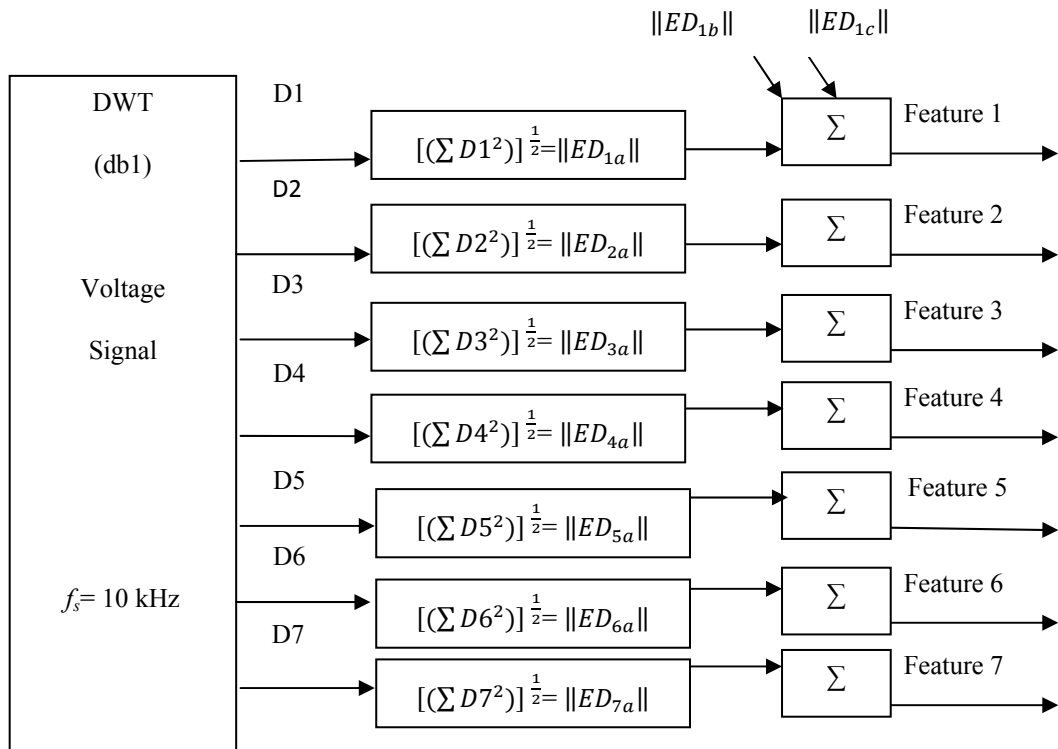 ‖ED₁b‖ ‖ED₁c‖
DWT
(db1)
Voltage
Signal
fₛ= 10 kHz
D1
[(∑ D1²)] ^½=‖ED₁ₐ‖
∑
Feature 1
D2
[(∑ D2²)] ^½= ‖ED₂ₐ‖
∑
Feature 2
D3
[(∑ D3²)] ^½= ‖ED₃ₐ‖
∑
Feature 3
D4
[(∑ D4²)] ^½= ‖ED₄ₐ‖
∑
Feature 4
D5
[(∑ D5²)] ^½= ‖ED₅ₐ‖
∑
Feature 5
D6
[(∑ D6²)] ^½= ‖ED₆ₐ‖
∑
Feature 6
D7
[(∑ D7²)] ^½= ‖ED₇ₐ‖
∑
Feature 7